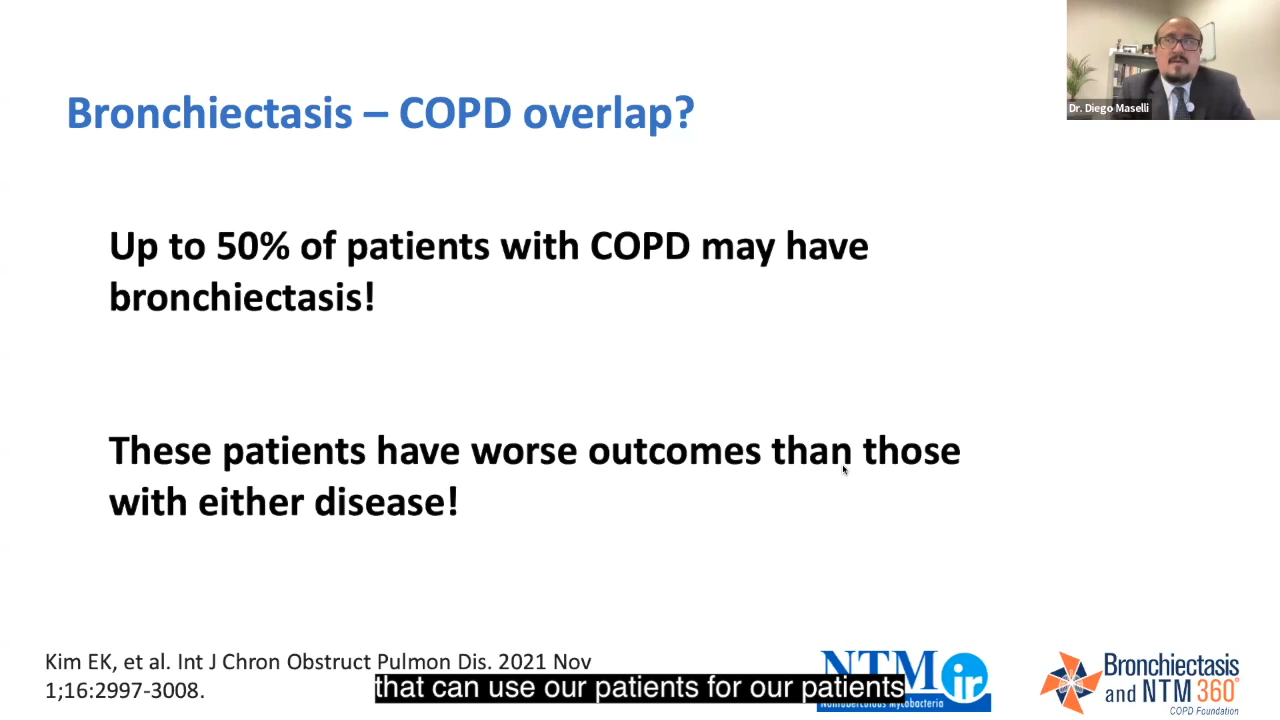 Dr. Diego Maselli
Bronchiectasis – COPD overlap?
Up to 50% of patients with COPD may have
bronchiectasis!
These patients have worse outcomes than those
with either disease!
Kim EK, et al. Int J Chron Obstruct Pulmon Dis. 2021 Nov
1;16:2997-3008.
that can use our patients for our patients
NTM ir
Nontuberculous Mycobacteria
Bronchiectasis
and NTM 360°
COPD Foundation